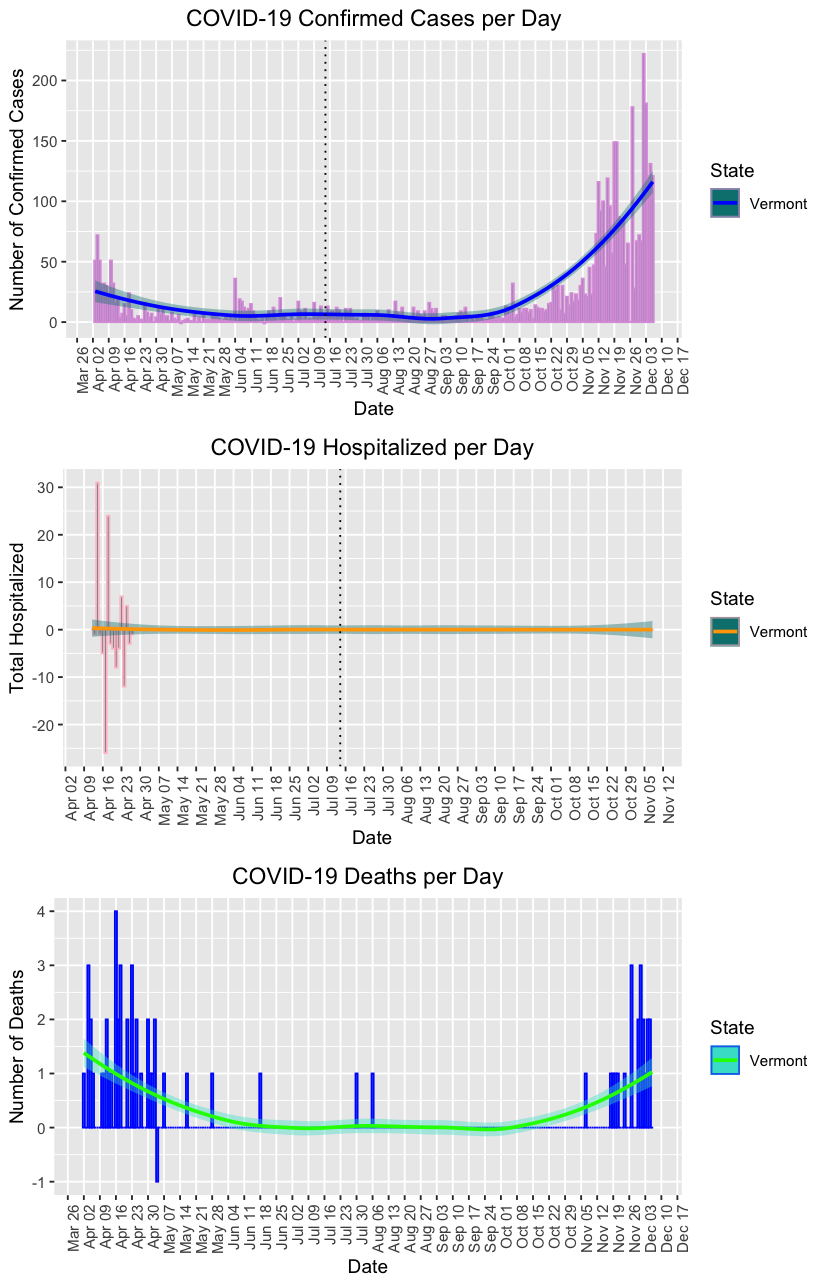 COVID-19 Confirmed Cases per Day
Number of Confirmed Cases
200
150
100
50
0
Mar 26
Apr 02
Apr 09
Apr 16
Apr 23
Apr 30
May 07
May 14
May 21
May 28
Jun 04
Jun 11
Jun 18
Jun 25
Jul 02
Jul 09
Jul 16
Jul 23
Jul 30
Aug 06
Aug 13
Aug 20
Aug 27
Sep 03
Sep 10
Sep 17
Sep 24
Oct 01
Oct 08
Oct 15
Oct 22
Oct 29
Nov 05
Nov 12
Nov 19
Nov 26
Dec 03
Dec 10
Dec 17
Date
State
Vermont
COVID-19 Hospitalized per Day
Total Hospitalized
30
20
10
0
-10
-20
Apr 02
Apr 09
Apr 16
Apr 23
Apr 30
May 07
May 14
May 21
May 28
Jun 04
Jun 11
Jun 18
Jun 25
Jul 02
Jul 09
Jul 16
Jul 23
Jul 30
Aug 06
Aug 13
Aug 20
Aug 27
Sep 03
Sep 10
Sep 17
Sep 24
Oct 01
Oct 08
Oct 15
Oct 22
Oct 29
Nov 05
Nov 12
Date
State
Vermont
COVID-19 Deaths per Day
Number of Deaths
4
3
2
1
0
-1
Mar 26
Apr 02
Apr 09
Apr 16
Apr 23
Apr 30
May 07
May 14
May 21
May 28
Jun 04
Jun 11
Jun 18
Jun 25
Jul 02
Jul 09
Jul 16
Jul 23
Jul 30
Aug 06
Aug 13
Aug 20
Aug 27
Sep 03
Sep 10
Sep 17
Sep 24
Oct 01
Oct 08
Oct 15
Oct 22
Oct 29
Nov 05
Nov 12
Nov 19
Nov 26
Dec 03
Dec 10
Dec 17
Date
State
Vermont